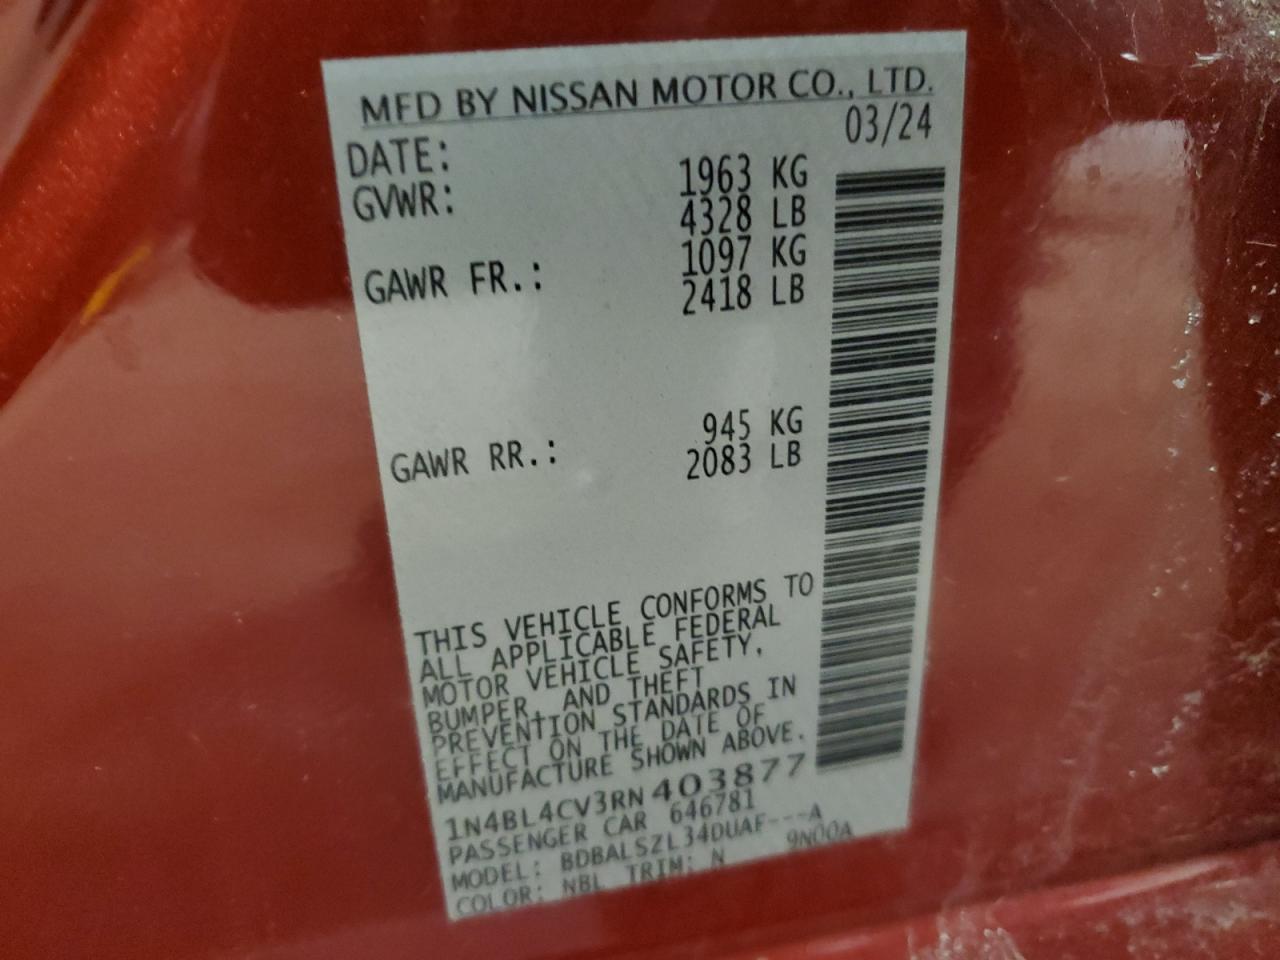 MFD BY NISSAN MOTOR CO., LTD.
DATE: 03/24
GVWR: 1963 KG
4328 LB
GAWR FR.: 1097 KG
2418 LB
GAWR RR.: 945 KG
2083 LB
THIS VEHICLE CONFORMS TO
ALL APPLICABLE FEDERAL
MOTOR VEHICLE SAFETY,
BUMPER, AND THEFT
PREVENTION STANDARDS IN
EFFECT ON THE DATE OF
MANUFACTURE SHOWN ABOVE.
1N4BL4CV3RN403877
PASSENGER CAR 646781
MODEL: BDBALSZL34DUAF---A
COLOR: NBL TRIM: N 9N00A